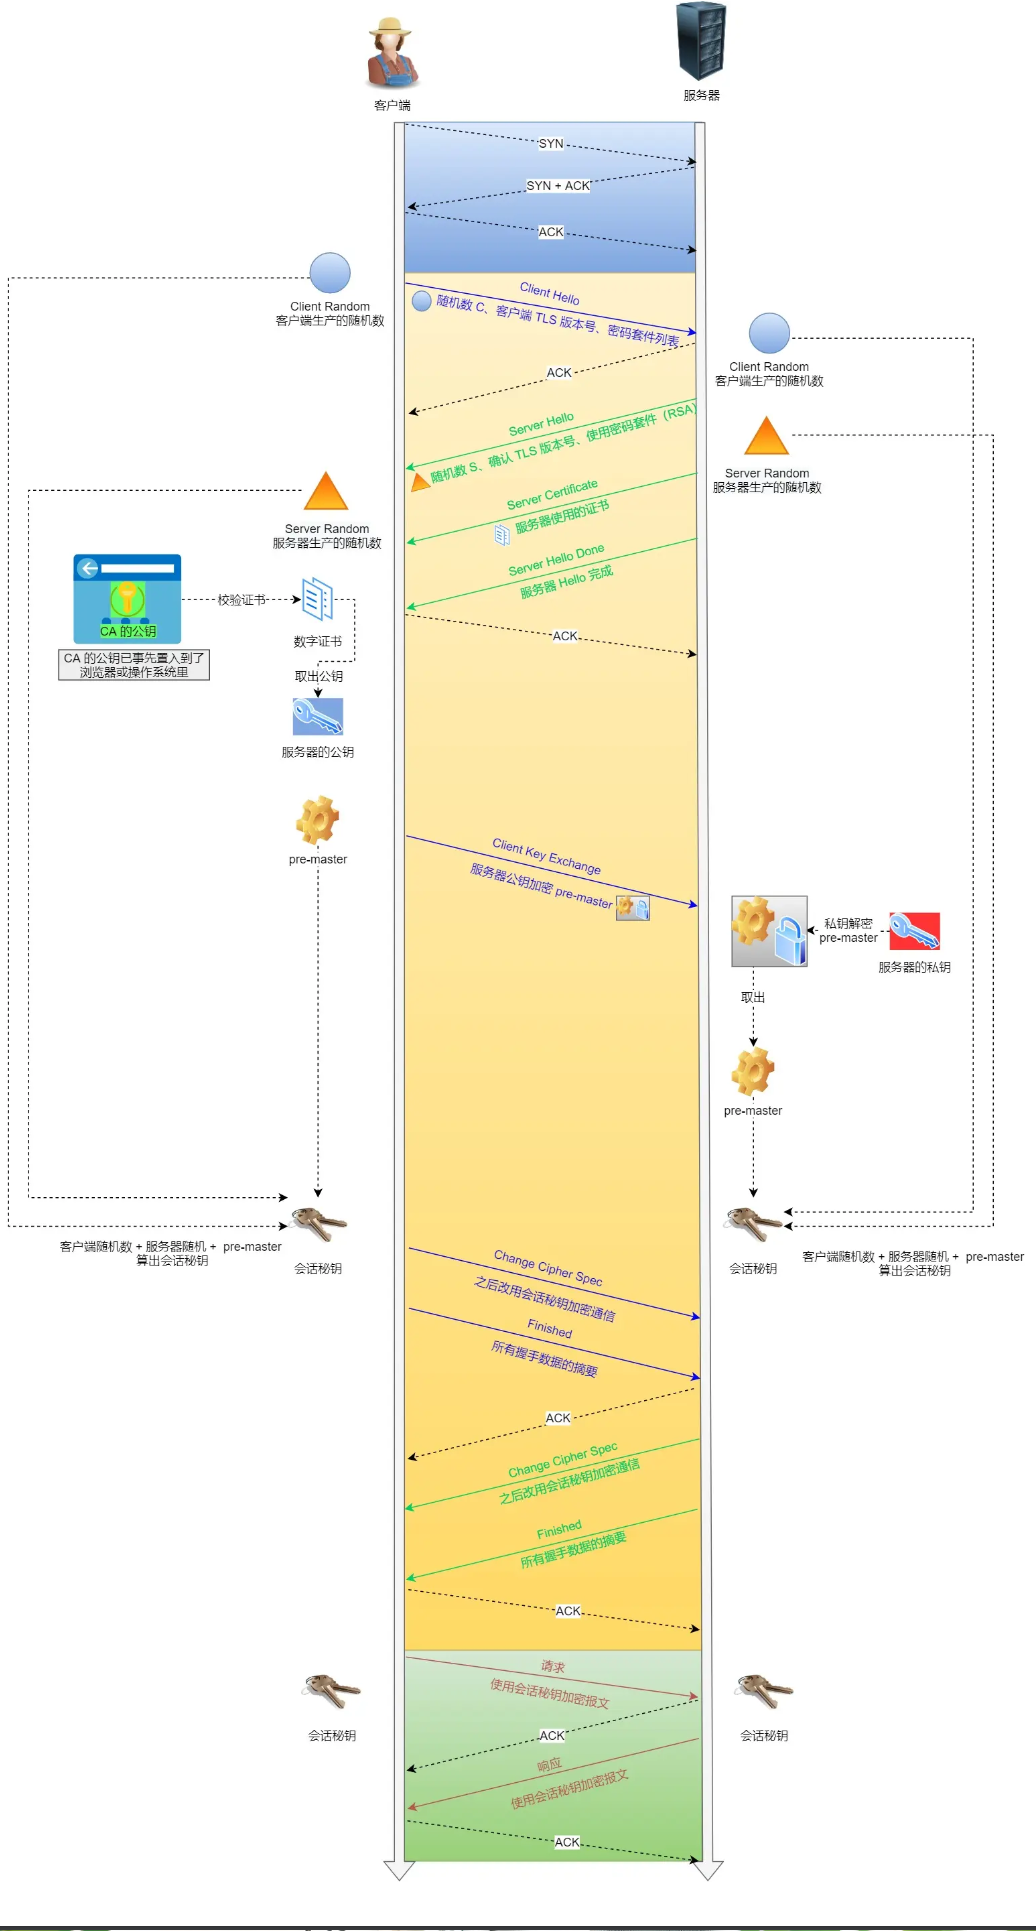 客户端
服务器
SYN
SYN + ACK
ACK
Client Random
客户端生产的随机数
Client Hello
随机数 C、客户端 TLS 版本号、密码套件列表
Client Random
客户端生产的随机数
ACK
Server Hello
随机数 S、确认 TLS 版本号、使用密码套件（RSA）
Server Random
服务器生产的随机数
Server Certificate
服务器使用的证书
Server Random
服务器生产的随机数
Server Hello Done
服务器 Hello 完成
CA 的公钥
校验证书
数字证书
ACK
CA 的公钥已事先置入到了
浏览器或操作系统里
取出公钥
服务器的公钥
pre-master
Client Key Exchange
服务器公钥加密 pre-master
私钥解密
pre-master
服务器的私钥
取出
pre-master
客户端随机数 + 服务器随机 + pre-master
算出会话秘钥
会话秘钥
会话秘钥
客户端随机数 + 服务器随机 + pre-master
算出会话秘钥
Change Cipher Spec
之后改用会话秘钥加密通信
Finished
所有握手数据的摘要
ACK
Change Cipher Spec
之后改用会话秘钥加密通信
Finished
所有握手数据的摘要
ACK
请求
使用会话秘钥加密报文
会话秘钥
ACK
会话秘钥
响应
使用会话秘钥加密报文
ACK